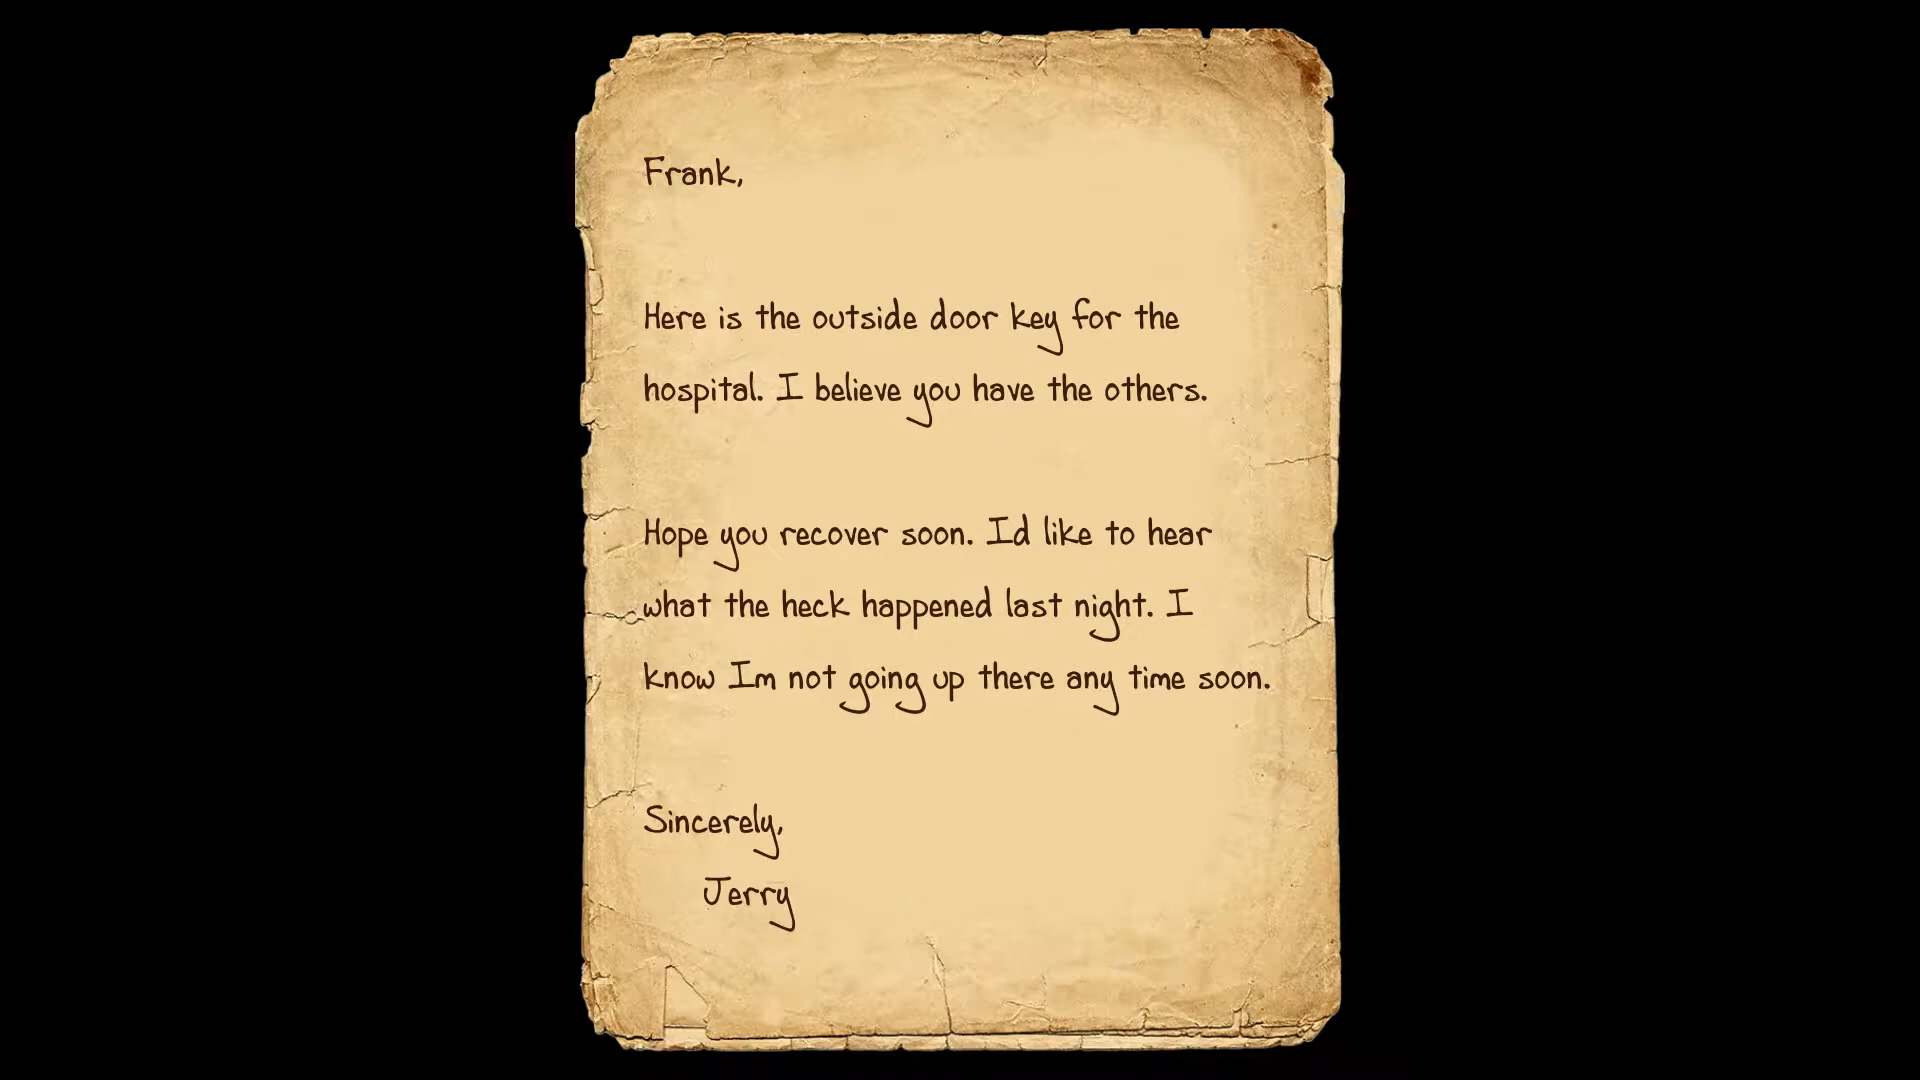 Frank,
Here is the outside door key for the
hospital. I believe you have the others.
Hope you recover soon. Id like to hear
what the heck happened last night. I
know Im not going up there any time soon.
Sincerely,
Jerry